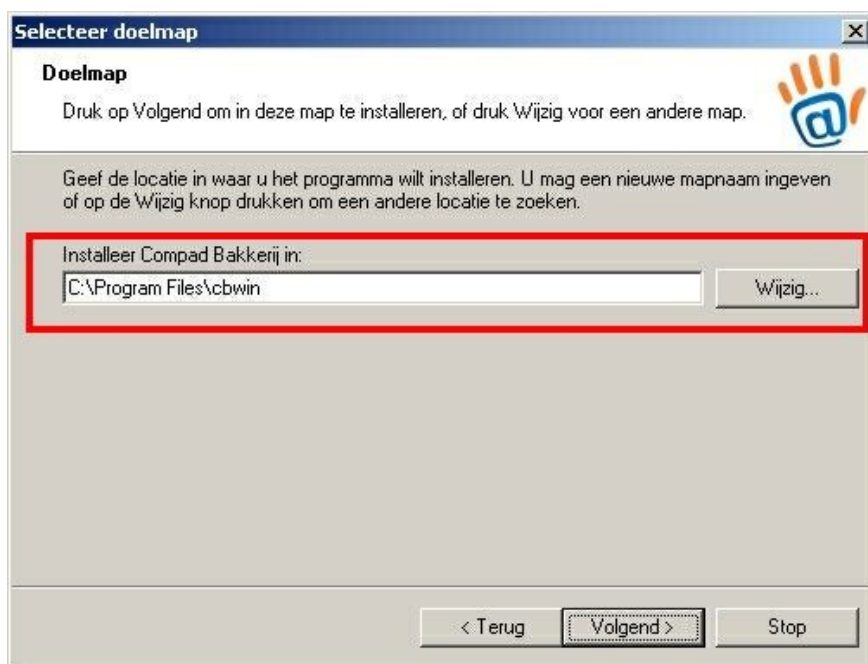 Selecteer doelmap
Doelmap
Druk op Volgend om in deze map te installeren, of druk Wijzig voor een andere map.
Geef de locatie in waar u het programma wilt installeren. U mag een nieuwe mapnaam ingeven
of op de Wijzig knop drukken om een andere locatie te zoeken.
Installeer Compad Bakkerij in:
C:\Program Files\cbwin
Wijzig...
< Terug
Volgend >
Stop